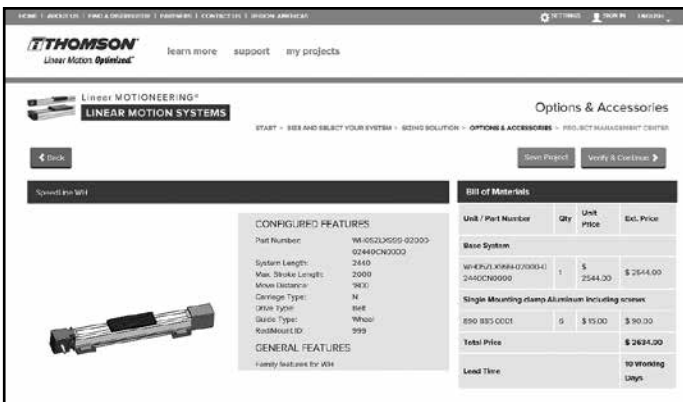 HOME | ABOUT US | FIND A DISTRIBUTOR | PARTNERS | CONTACT US | REGION: AMERICAS
SETTINGS SIGN IN ENGLISH
THOMSON
Linear Motion. Optimized.
learn more support my projects
Linear MOTIONEERING®
LINEAR MOTION SYSTEMS
Options & Accessories
START > SIZE AND SELECT YOUR SYSTEM > SIZING SOLUTION > OPTIONS & ACCESSORIES > PROJECT MANAGEMENT CENTER
Back
Save Project Verify & Continue
SpeedLine WH
CONFIGURED FEATURES
Part Number:
02440CN0000
System Length: 2440
Max. Stroke Length: 2000
Move Distance: 1800
Carriage Type: N
Drive Type: Belt
Guide Type: Wheel
RediMount ID: 999
GENERAL FEATURES
Family features for WH
Bill of Materials
Unit / Part Number Qty Unit Price Ext. Price
Base System
2440CN0000 1 $ 2544.00 $ 2544.00
Single Mounting clamp Aluminum including screws
890 885 0001 6 $ 15.00 $ 90.00
Total Price $ 2634.00
Lead Time 10 Working Days